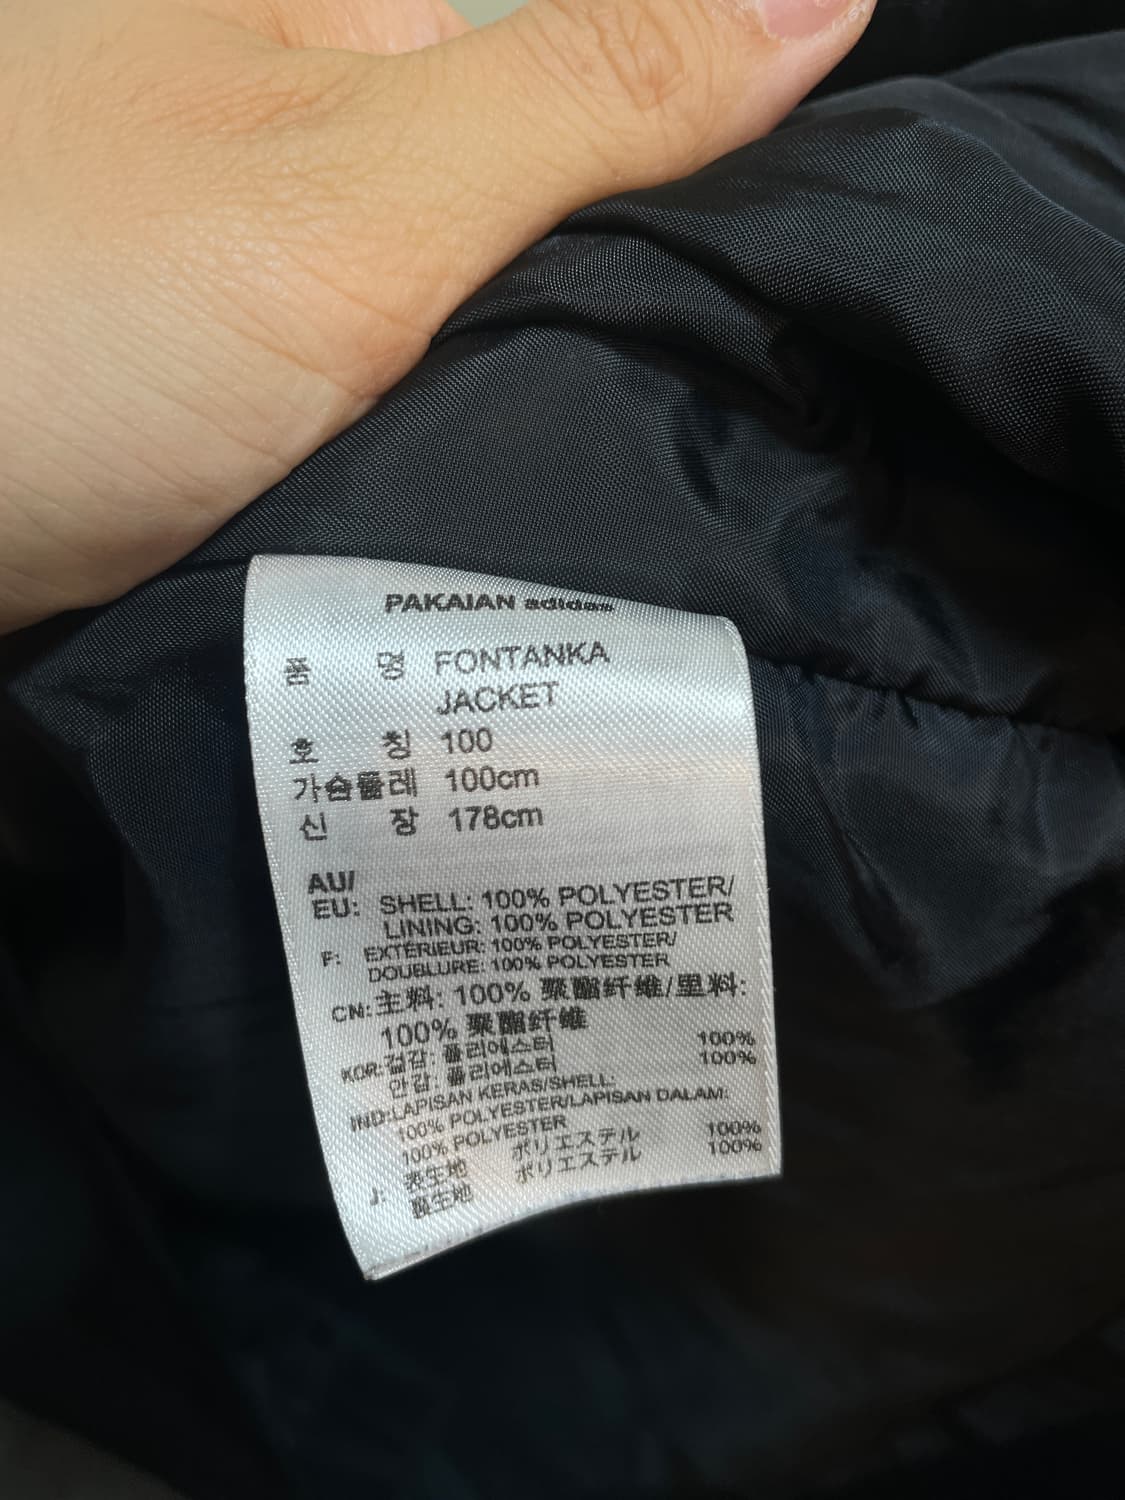 PAKAIAN adidas
품 명 FONTANKA
JACKET
호 칭 100
가슴둘레 100cm
신 장 178cm
AU/
EU: SHELL: 100% POLYESTER/
LINING: 100% POLYESTER
F: EXTÉRIEUR: 100% POLYESTER/
DOUBLURE: 100% POLYESTER
CN: 主料: 100% 聚酯纤维/里料:
100% 聚酯纤维
KOR: 겉감: 폴리에스터 100%
안감: 폴리에스터 100%
IND: LAPISAN KERAS/SHELL:
100% POLYESTER/LAPISAN DALAM:
100% POLYESTER
J: 表生地 ポリエステル 100%
裏生地 ポリエステル 100%